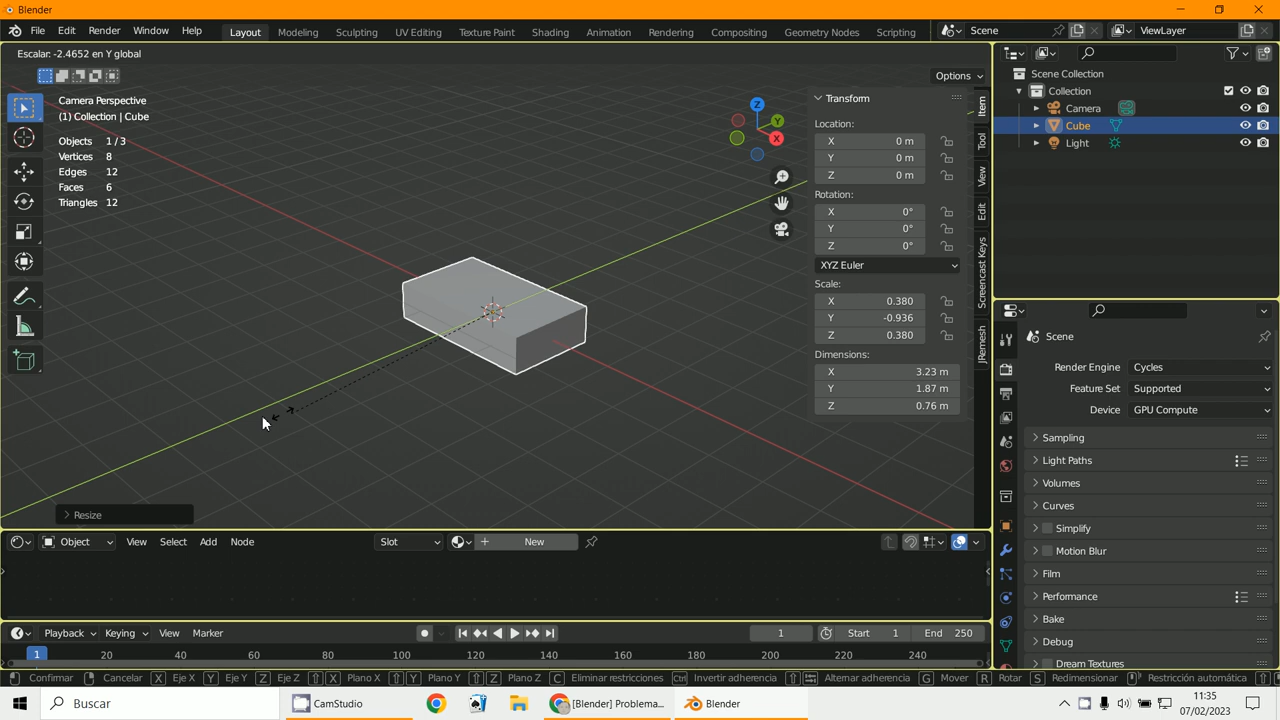 Blender
File Edit Render Window Help Layout Modeling Sculpting UV Editing Texture Paint Shading Animation Rendering Compositing Geometry Nodes Scripting Scene ViewLayer
Escalar: -2.4652 en Y global
Options
Camera Perspective
(1) Collection | Cube
Objects 1 / 3
Vertices 8
Edges 12
Faces 6
Triangles 12
Z
Y
X
Transform
Location:
X 0 m
Y 0 m
Z 0 m
Rotation:
X 0°
Y 0°
Z 0°
XYZ Euler
Scale:
X 0.380
Y -0.936
Z 0.380
Dimensions:
X 3.23 m
Y 1.87 m
Z 0.76 m
Item
Tool
View
Edit
Screencast Keys
JRemesh
Resize
Scene Collection
Collection
Camera
Cube
Light
Scene
Render Engine Cycles
Feature Set Supported
Device GPU Compute
Sampling
Light Paths
Volumes
Curves
Simplify
Motion Blur
Film
Performance
Bake
Debug
Dream Textures
Object View Select Add Node Slot New
Playback Keying View Marker 1 Start 1 End 250
1 20 40 60 80 100 120 140 160 180 200 220 240
Confirmar Cancelar X Eje X Y Eje Y Z Eje Z X Plano X Y Plano Y Z Plano Z C Eliminar restricciones Ctrl Invertir adherencia Alternar adherencia G Mover R Rotar S Redimensionar Restricción automática
Buscar CamStudio [Blender] Problema... Blender 11:35
07/02/2023